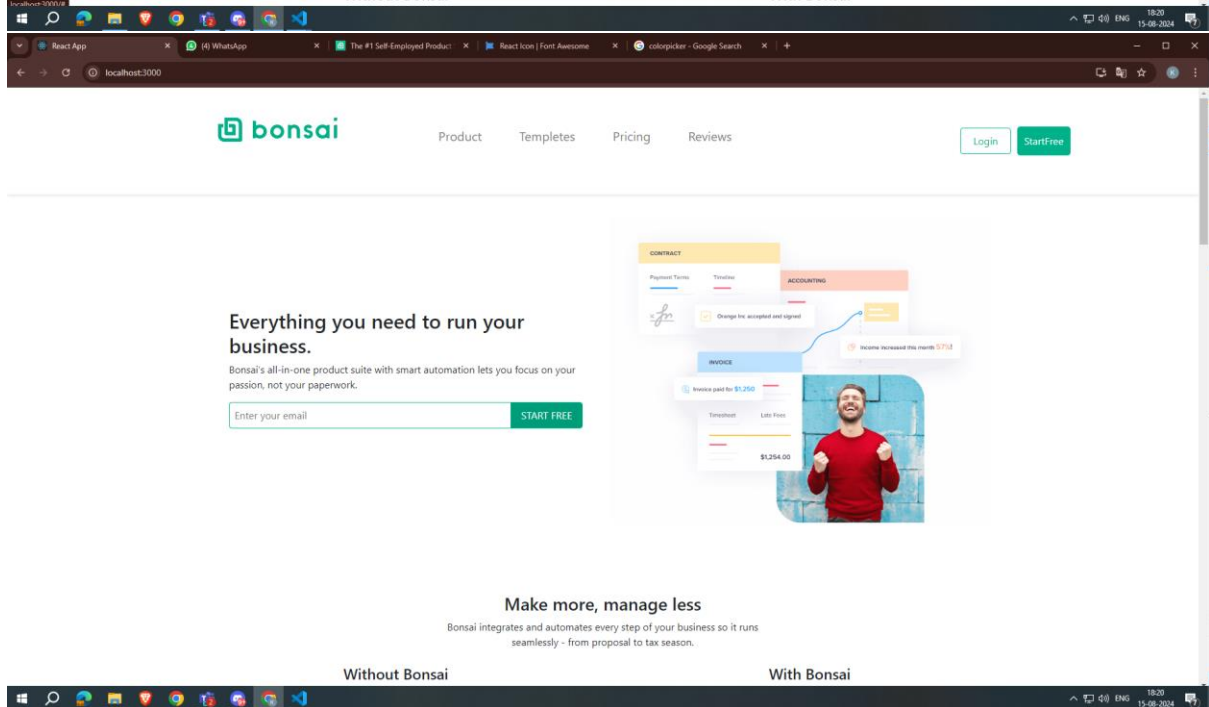 localhost:3000/#
ENG
18:20
15-08-2024
React App
(4) WhatsApp
The #1 Self-Employed Product
React Icon | Font Awesome
colorpicker - Google Search
localhost:3000
bonsai
Product
Templetes
Pricing
Reviews
Login
StartFree
CONTRACT
Payment Terms
Timeline
ACCOUNTING
Orange Inc accepted and signed
Income increased this month
INVOICE
Invoice paid for $1,250
Timesheet
Late Fees
$1,254.00
Everything you need to run your
business.
Bonsai's all-in-one product suite with smart automation lets you focus on your
passion, not your paperwork.
Enter your email
START FREE
Make more, manage less
Bonsai integrates and automates every step of your business so it runs
seamlessly - from proposal to tax season.
Without Bonsai
With Bonsai
ENG
18:20
15-08-2024